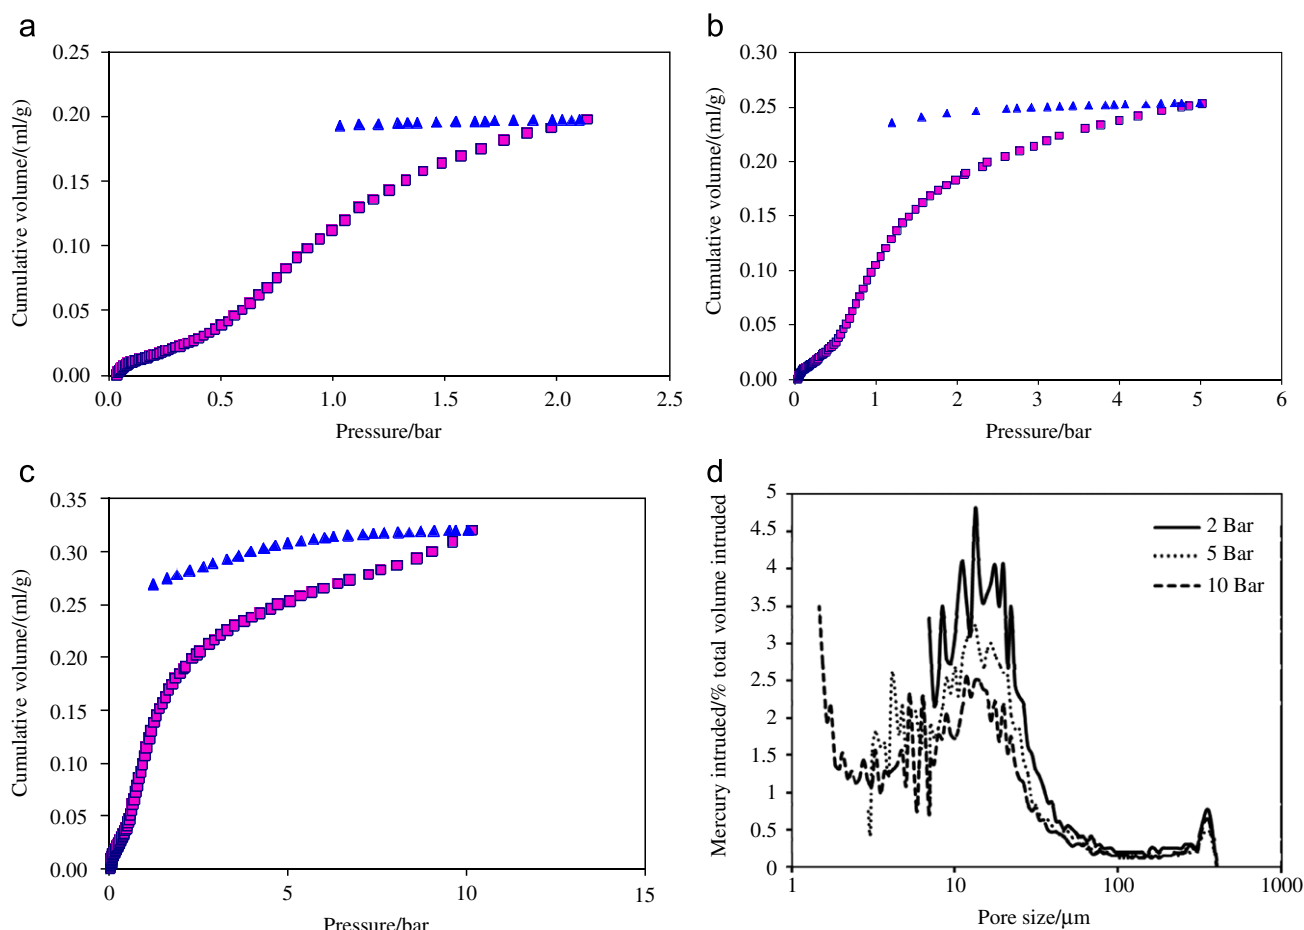 a
0.25
0.20
0.15
0.10
0.05
0.00
Cumulative volume/(ml/g)
0.0 0.5 1.0 1.5 2.0 2.5
Pressure/bar
b
0.30
0.25
0.20
0.15
0.10
0.05
0.00
Cumulative volume/(ml/g)
0 1 2 3 4 5 6
Pressure/bar
c
0.35
0.30
0.25
0.20
0.15
0.10
0.05
0.00
Cumulative volume/(ml/g)
0 5 10 15
Pressure/bar
d
5
4.5
4
3.5
3
2.5
2
1.5
1
0.5
0
Mercury intruded/% total volume intruded
2 Bar
5 Bar
10 Bar
1 10 100 1000
Pore size/μm